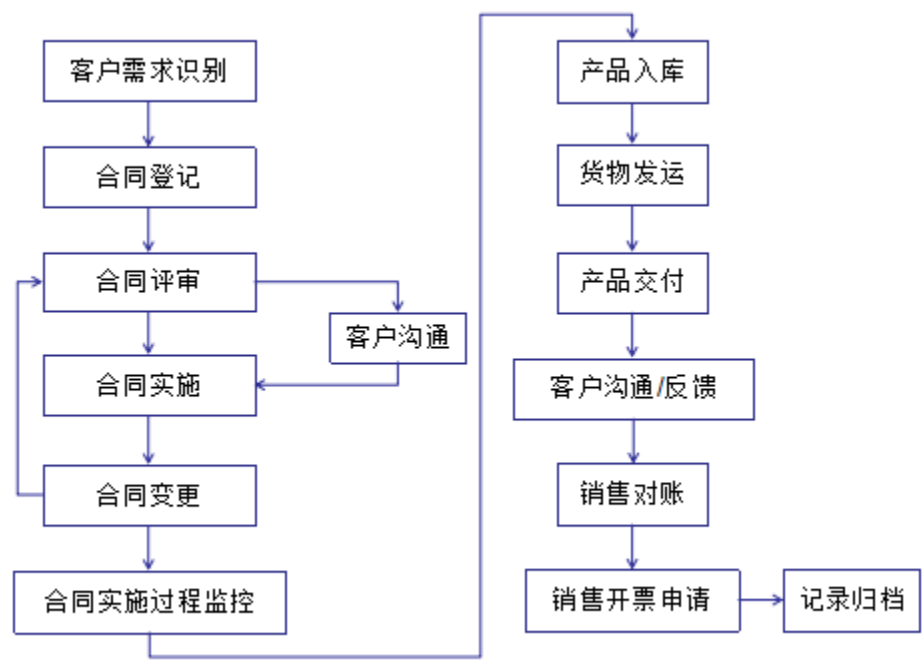 客户需求识别
合同登记
合同评审
客户沟通
合同实施
合同变更
合同实施过程监控
产品入库
货物发运
产品交付
客户沟通/反馈
销售对账
销售开票申请
记录归档